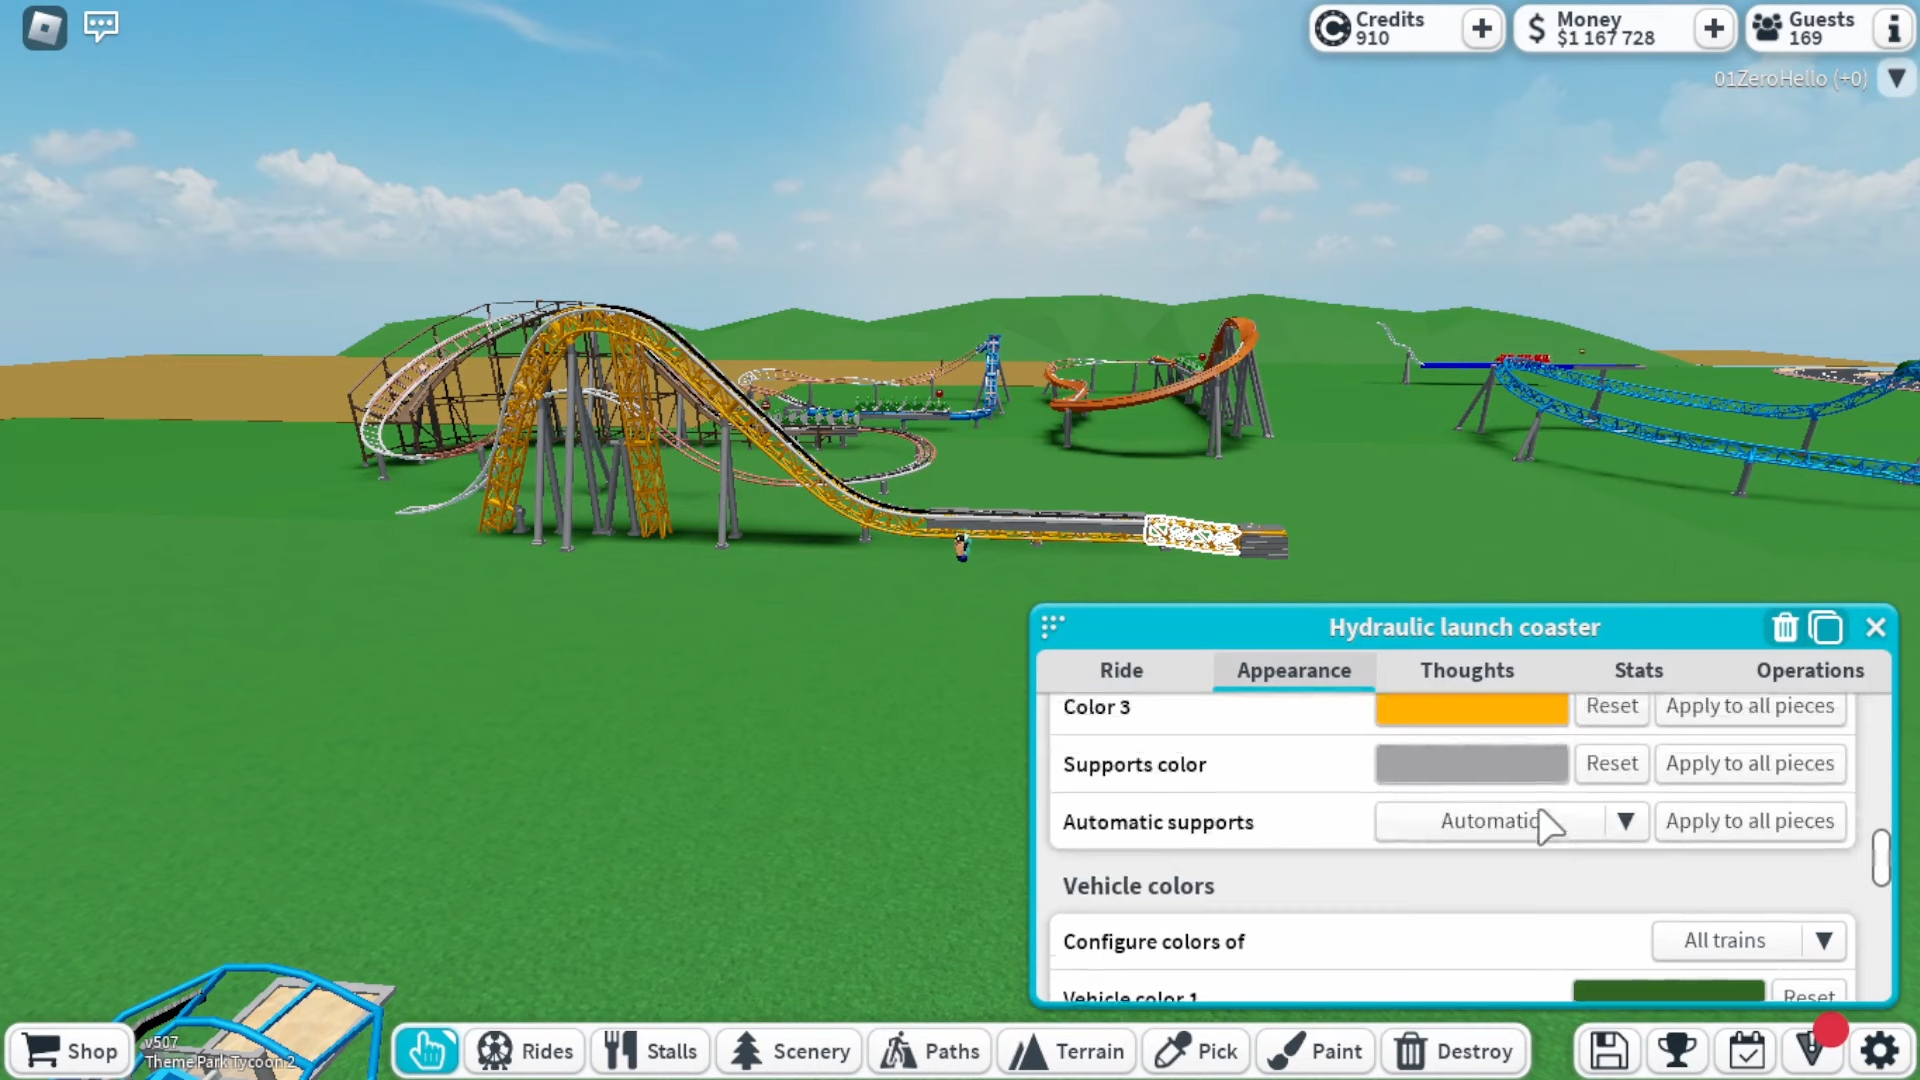 Credits
910
Money
$1 167 728
Guests
169
01ZeroHello (+0)
Hydraulic launch coaster
Ride
Appearance
Thoughts
Stats
Operations
Color 3
Reset
Apply to all pieces
Supports color
Reset
Apply to all pieces
Automatic supports
Automatic
Apply to all pieces
Vehicle colors
Configure colors of
All trains
Vehicle color 1
Reset
Shop
v507
Theme Park Tycoon 2
Rides
Stalls
Scenery
Paths
Terrain
Pick
Paint
Destroy